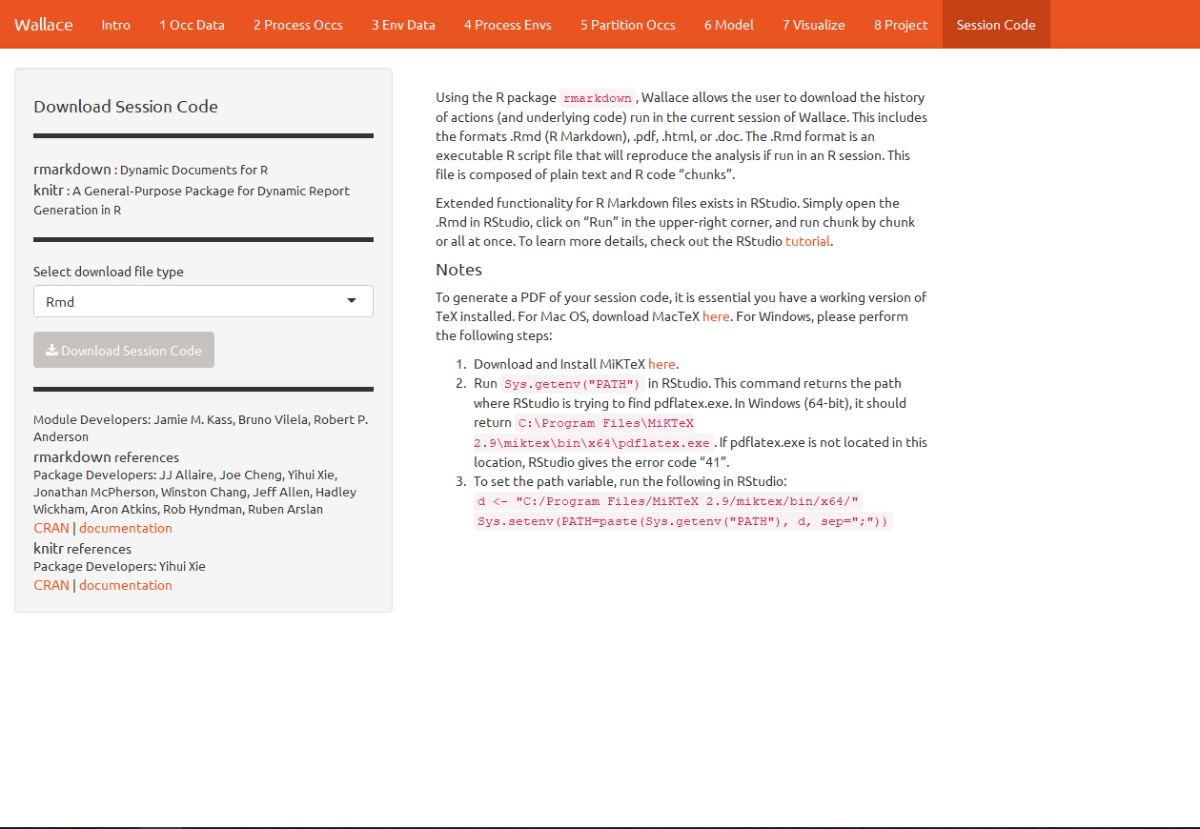 Wallace Intro 1 Occ Data 2 Process Occs 3 Env Data 4 Process Envs 5 Partition Occs 6 Model 7 Visualize 8 Project Session Code
Download Session Code
rmarkdown : Dynamic Documents for R
knitr : A General-Purpose Package for Dynamic Report
Generation in R
Select download file type
Rmd
Download Session Code
Module Developers: Jamie M. Kass, Bruno Vilela, Robert P.
Anderson
rmarkdown references
Package Developers: JJ Allaire, Joe Cheng, Yihui Xie,
Jonathan McPherson, Winston Chang, Jeff Allen, Hadley
Wickham, Aron Atkins, Rob Hyndman, Ruben Arslan
CRAN | documentation
knitr references
Package Developers: Yihui Xie
CRAN | documentation
Using the R package rmarkdown , Wallace allows the user to download the history
of actions (and underlying code) run in the current session of Wallace. This includes
the formats .Rmd (R Markdown), .pdf, .html, or .doc. The .Rmd format is an
executable R script file that will reproduce the analysis if run in an R session. This
file is composed of plain text and R code “chunks”.
Extended functionality for R Markdown files exists in RStudio. Simply open the
.Rmd in RStudio, click on “Run” in the upper-right corner, and run chunk by chunk
or all at once. To learn more details, check out the RStudio tutorial.
Notes
To generate a PDF of your session code, it is essential you have a working version of
TeX installed. For Mac OS, download MacTeX here. For Windows, please perform
the following steps:
1. Download and Install MiKTeX here.
2. Run Sys.getenv("PATH") in RStudio. This command returns the path
where RStudio is trying to find pdflatex.exe. In Windows (64-bit), it should
return C:\Program Files\MiKTeX
2.9\miktex\bin\x64\pdflatex.exe . If pdflatex.exe is not located in this
location, RStudio gives the error code “41”.
3. To set the path variable, run the following in RStudio:
d <- "C:/Program Files/MiKTeX 2.9/miktex/bin/x64/"
Sys.setenv(PATH=paste(Sys.getenv("PATH"), d, sep=";"))